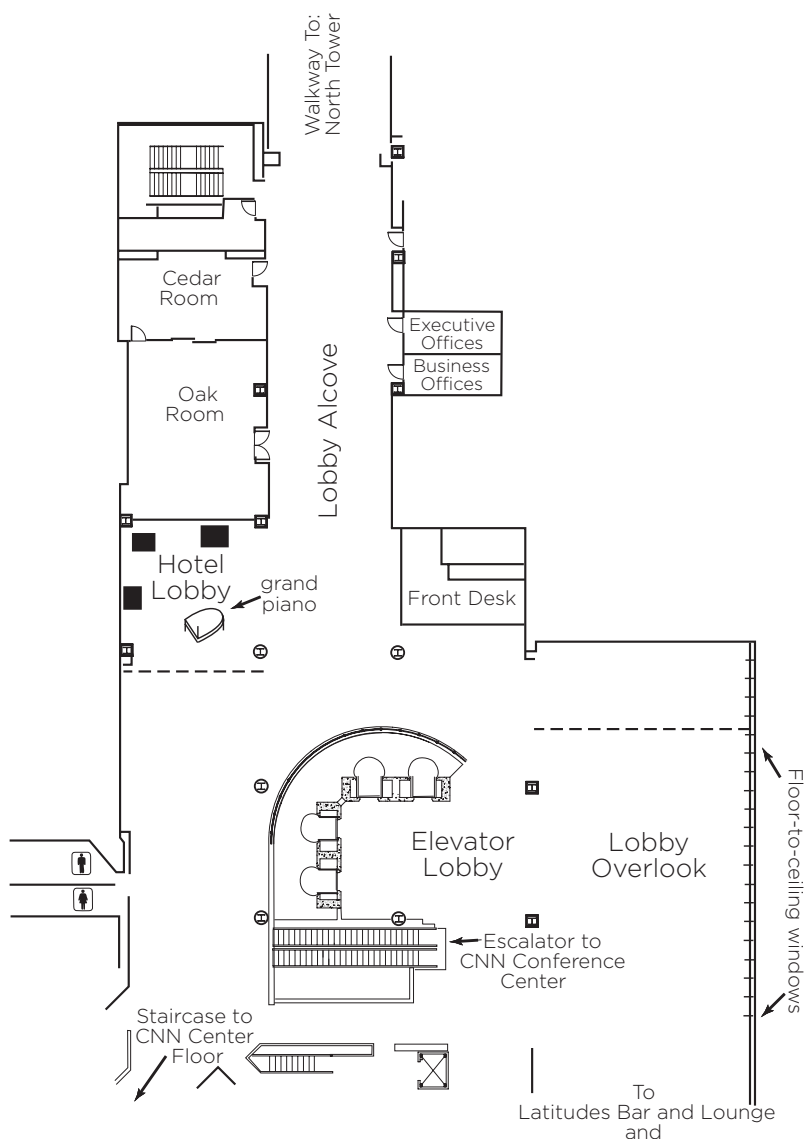 Walkway To:
North Tower
Cedar
Room
Executive
Offices
Business
Offices
Oak
Room
Lobby Alcove
Hotel
Lobby
grand
piano
Front Desk
Floor-to-ceiling windows
Elevator
Lobby
Lobby
Overlook
Escalator to
CNN Conference
Center
Staircase to
CNN Center
Floor
To
Latitudes Bar and Lounge
and